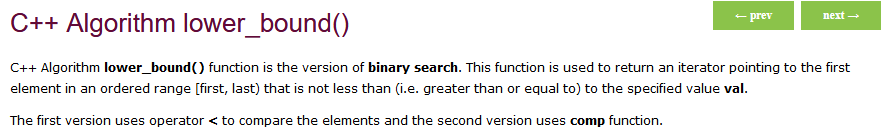 C++ Algorithm lower_bound()
← prev
next →
C++ Algorithm lower_bound() function is the version of binary search. This function is used to return an iterator pointing to the first
element in an ordered range [first, last) that is not less than (i.e. greater than or equal to) to the specified value val.
The first version uses operator < to compare the elements and the second version uses comp function.